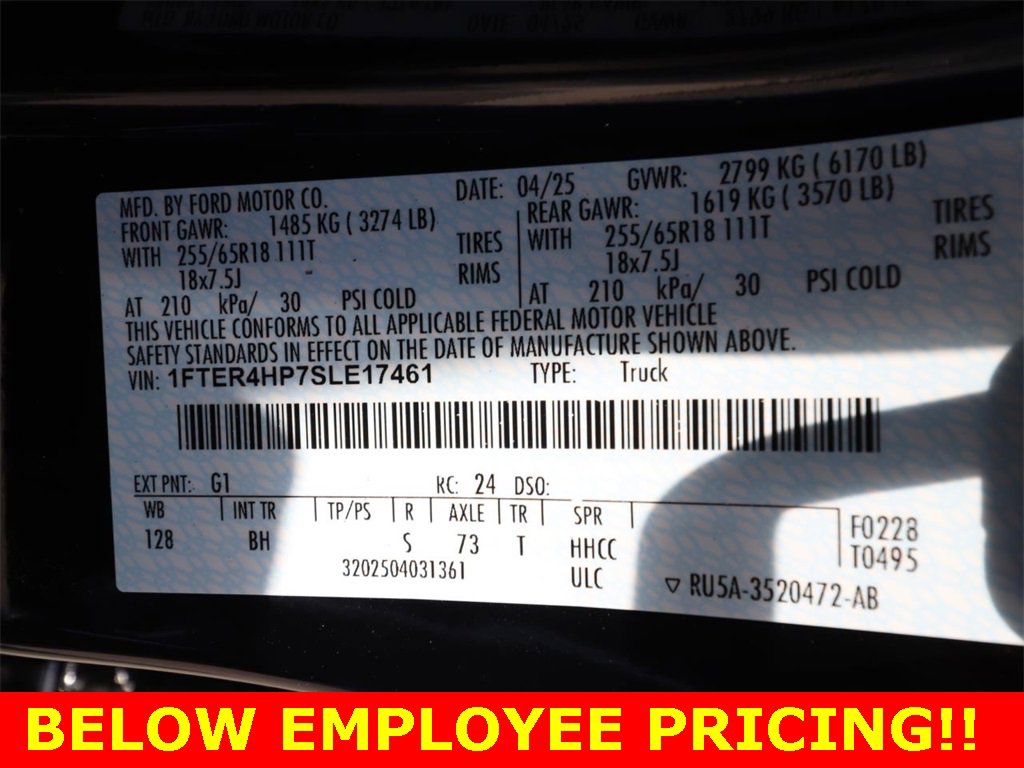 MFD. BY FORD MOTOR CO.
DATE: 04/25 GVWR: 2799 KG ( 6170 LB)
FRONT GAWR: 1485 KG ( 3274 LB)
WITH 255/65R18 111T TIRES
18x7.5J RIMS
AT 210 kPa/ 30 PSI COLD
REAR GAWR: 1619 KG ( 3570 LB)
WITH 255/65R18 111T TIRES
18x7.5J RIMS
AT 210 kPa/ 30 PSI COLD
THIS VEHICLE CONFORMS TO ALL APPLICABLE FEDERAL MOTOR VEHICLE
SAFETY STANDARDS IN EFFECT ON THE DATE OF MANUFACTURE SHOWN ABOVE.
VIN: 1FTER4HP7SLE17461 TYPE: Truck
EXT PNT: G1 RC: 24 DSO:
WB INT TR TP/PS R AXLE TR SPR
128 BH S 73 T HHCC
ULC
F0228
T0495
3202504031361
RU5A-3520472-AB
BELOW EMPLOYEE PRICING!!